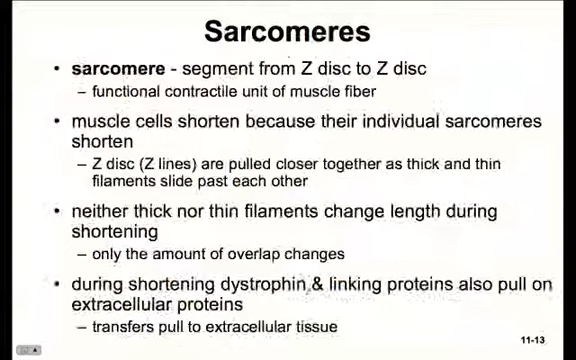 Sarcomeres
• sarcomere - segment from Z disc to Z disc
– functional contractile unit of muscle fiber
• muscle cells shorten because their individual sarcomeres
shorten
– Z disc (Z lines) are pulled closer together as thick and thin
filaments slide past each other
• neither thick nor thin filaments change length during
shortening
– only the amount of overlap changes
• during shortening dystrophin & linking proteins also pull on
extracellular proteins
– transfers pull to extracellular tissue
11-13